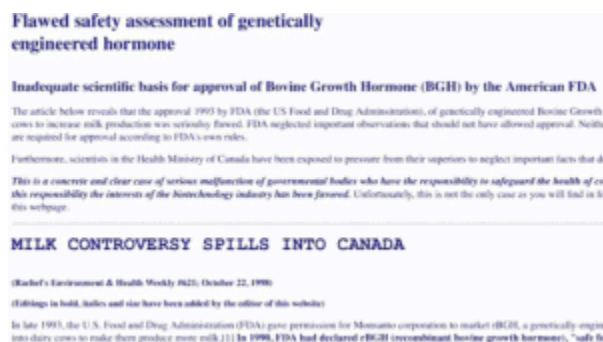 Flawed safety assessment of genetically
engineered hormone
Inadequate scientific basis for approval of Bovine Growth Hormone (BGH) by the American FDA
The article below reveals that the approval 1993 by FDA (the US Food and Drug Administration), of genetically engineered Bovine Growth
cows to increase milk production was seriously flawed. FDA neglected important observations that should not have allowed approval.
are required for approval according to FDA's own rules.
Furthermore, scientists in the Health Ministry of Canada have been exposed to pressure from their superiors to neglect important facts that
This is a concrete and clear case of serious malfunction of governmental bodies who have the responsibility to safeguard the health of
this responsibility the interests of the biotechnology industry has been favored. Unfortunately, this is not the only case as you will find in
this webpage.
MILK CONTROVERSY SPILLS INTO CANADA
(Rachel's Environment & Health Weekly #621; October 22, 1998)
(Editings in bold, italics and size have been added by the editor of this website)
In late 1993, the U.S. Food and Drug Administration (FDA) gave permission for Monsanto corporation to market rBGH, a genetically
into dairy cows to make them produce more milk.[1] In 1990, FDA had declared rBGH (recombinant bovine growth hormone), "safe